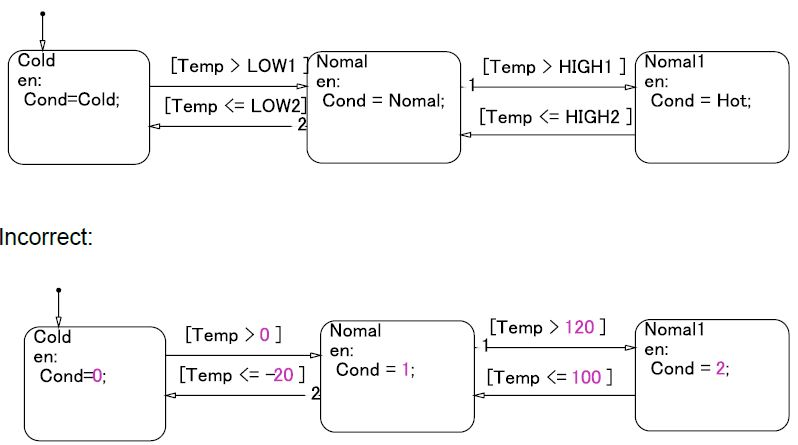 Cold
en:
Cond=Cold;
[Temp > LOW1 ]
[Temp <= LOW2]
2
Nomal
en:
Cond = Nomal;
1
[Temp > HIGH1 ]
[Temp <= HIGH2 ]
Nomal1
en:
Cond = Hot;
Incorrect:
Cold
en:
Cond=0;
[Temp > 0 ]
[Temp <= -20 ]
2
Nomal
en:
Cond = 1;
1
[Temp > 120 ]
[Temp <= 100 ]
Nomal1
en:
Cond = 2;